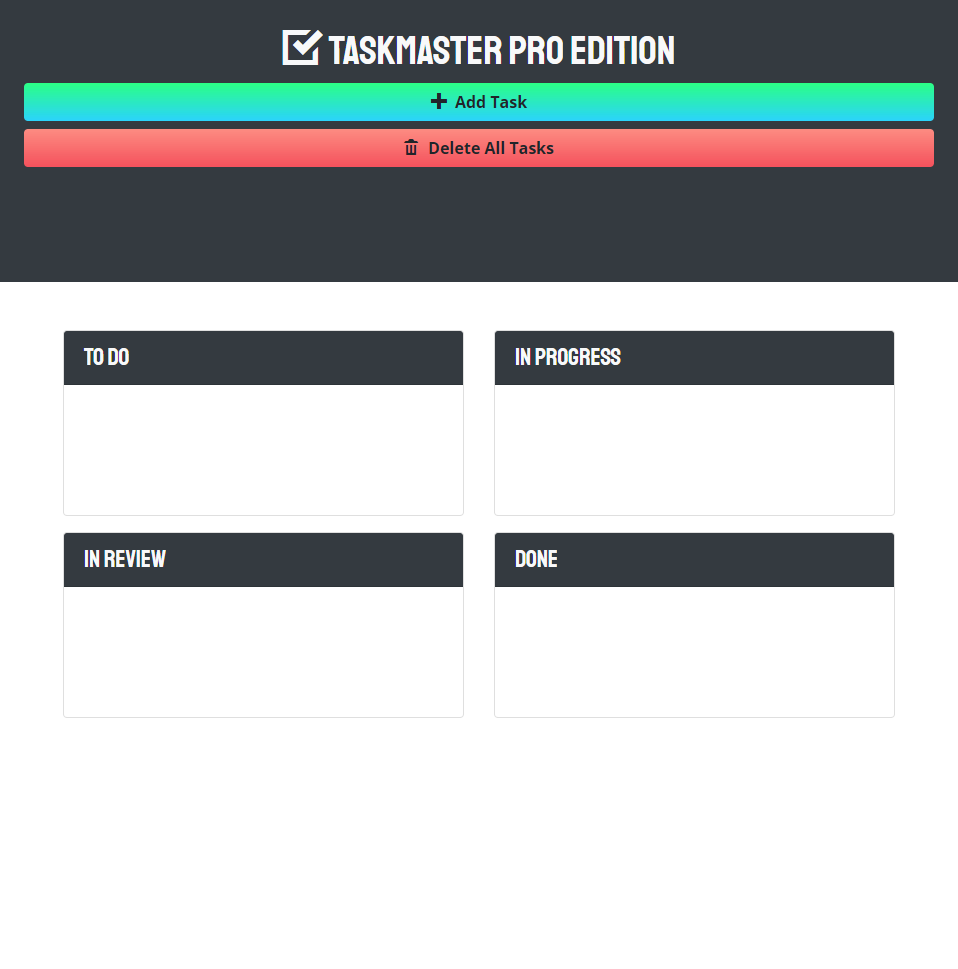 TASKMASTER PRO EDITION
Add Task
Delete All Tasks
TO DO
IN PROGRESS
IN REVIEW
DONE